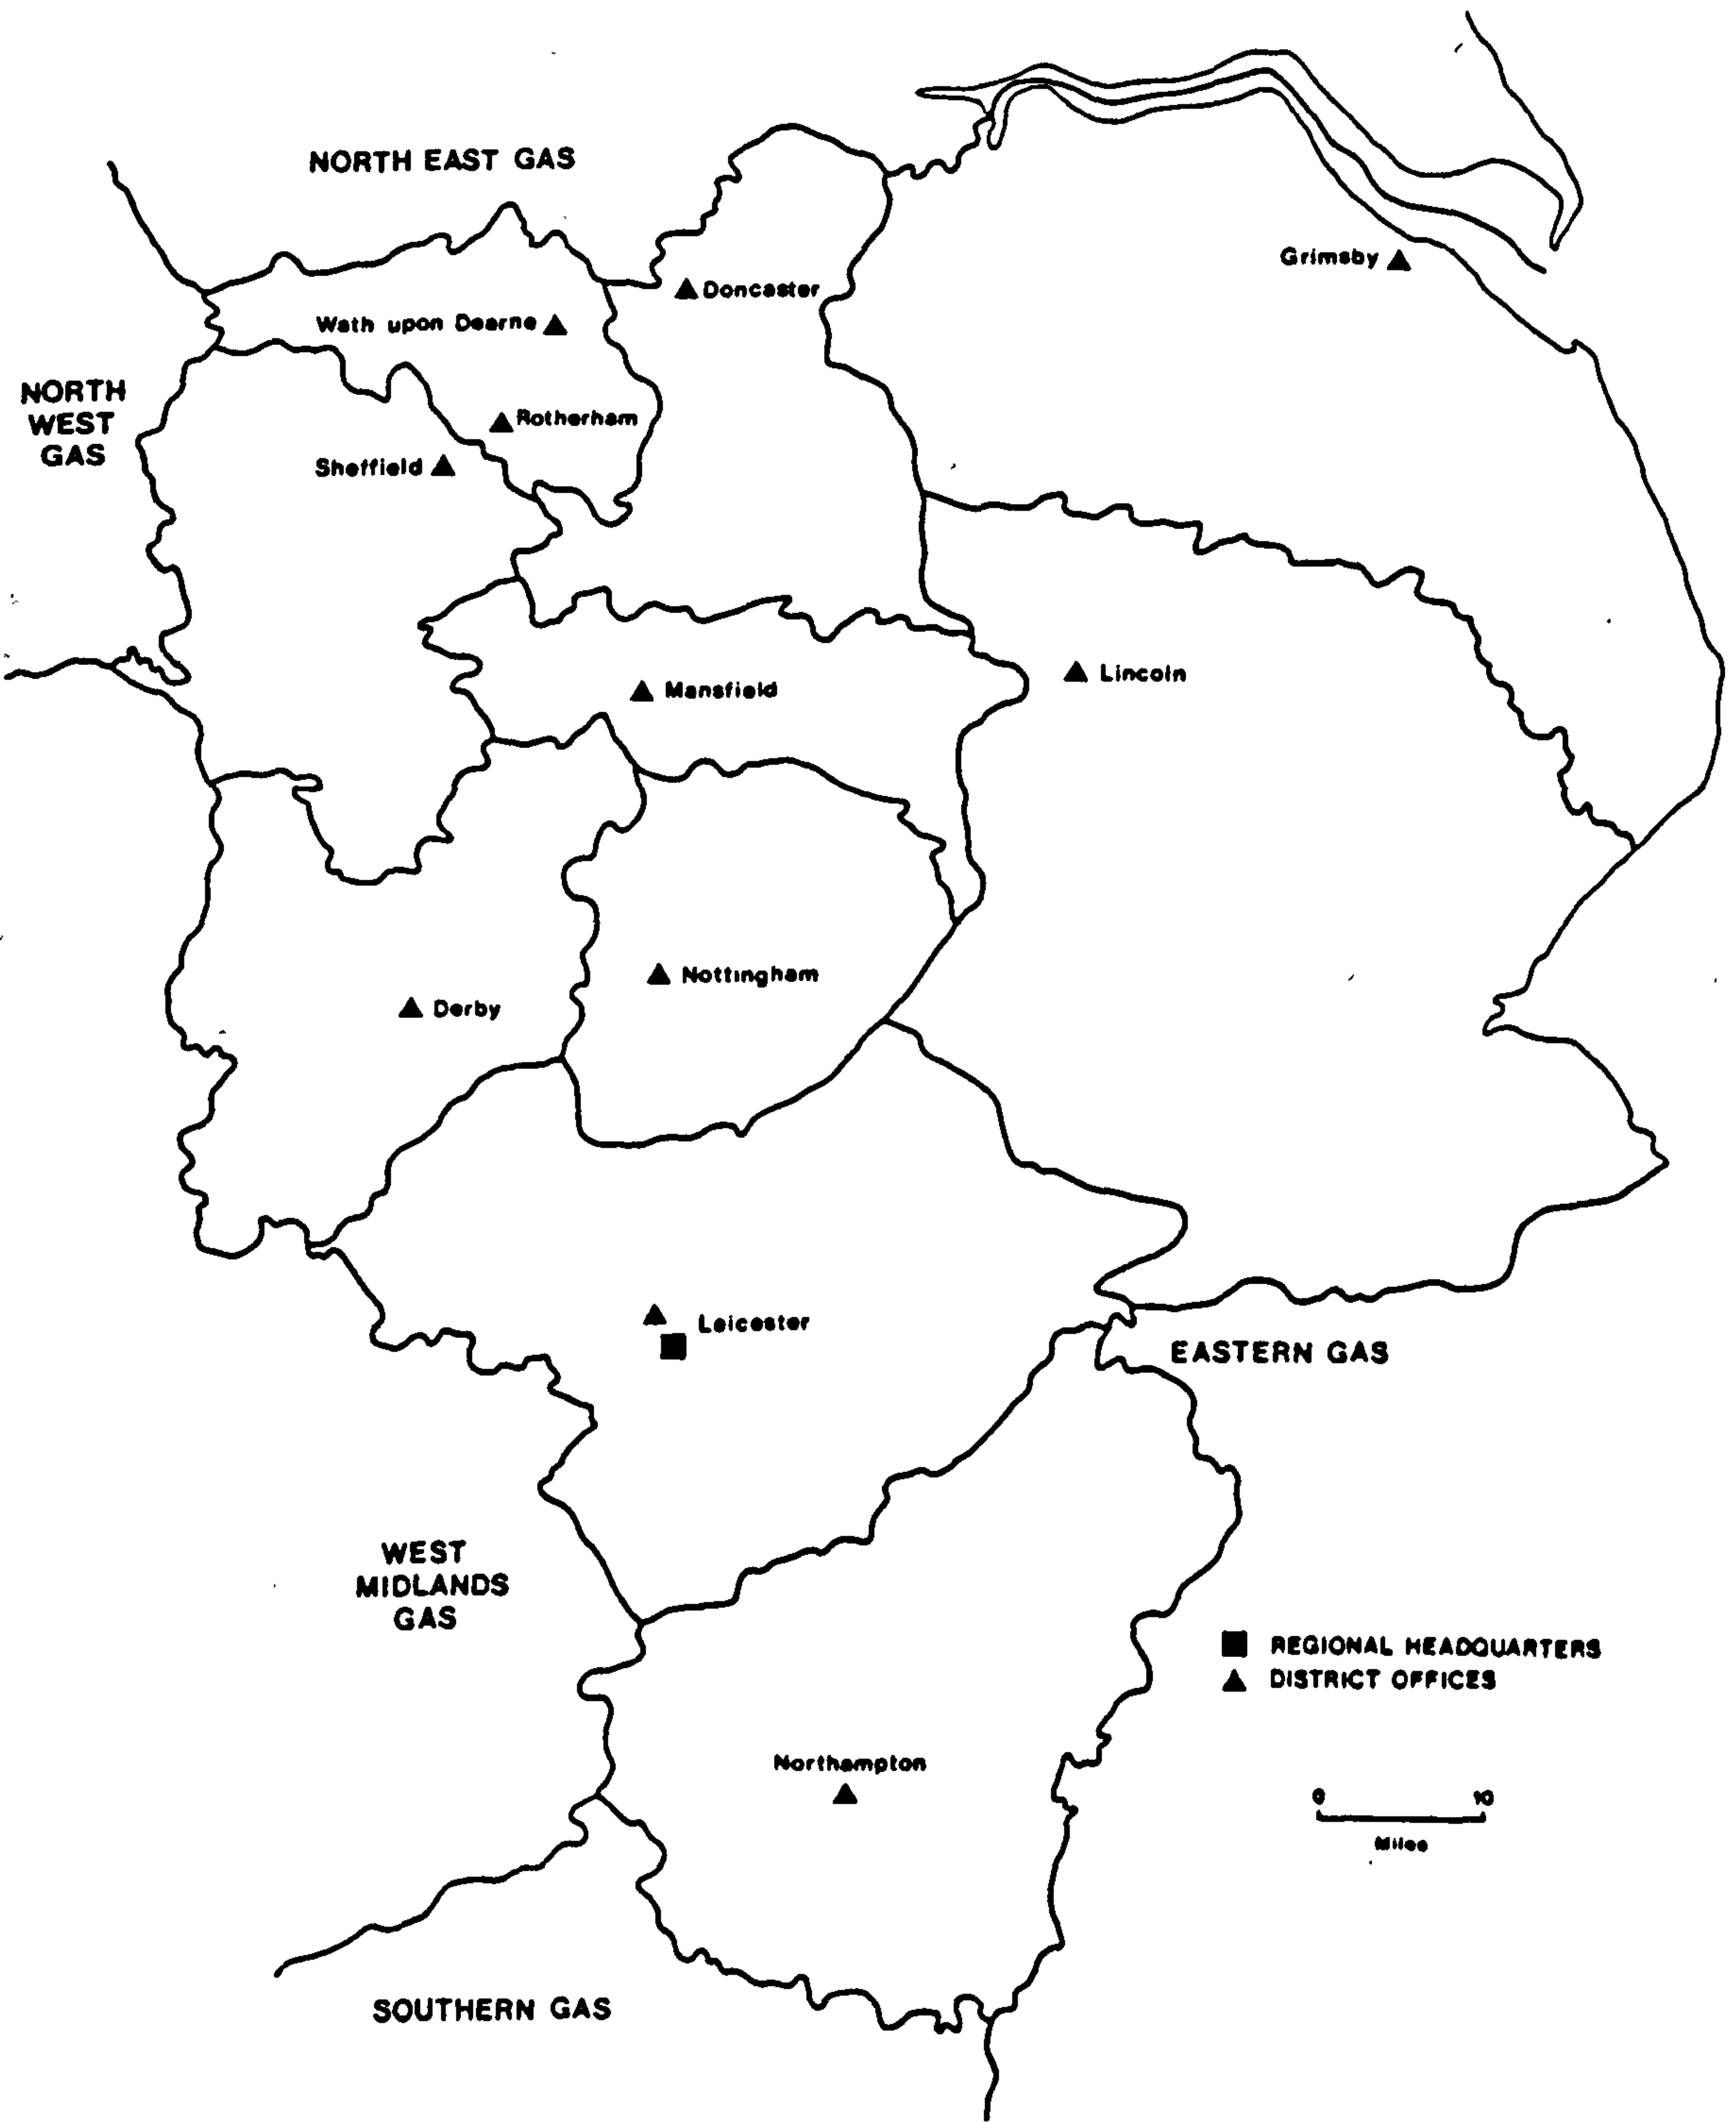 NORTH EAST GAS
Grimsby
Doncaster
Wath upon Dearne
NORTH
WEST
GAS
Rotherham
Sheffield
Lincoln
Mansfield
Nottingham
Derby
Leicester
EASTERN GAS
WEST
MIDLANDS
GAS
REGIONAL HEADQUARTERS
DISTRICT OFFICES
Northampton
0 10
Miles
SOUTHERN GAS